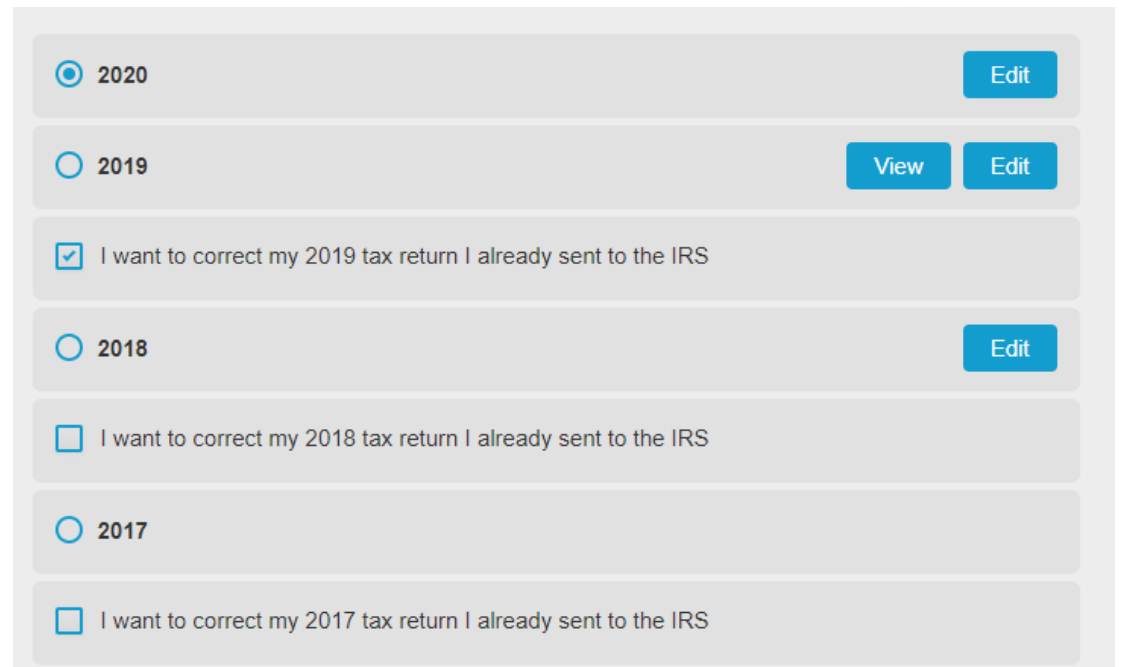 2020 Edit
2019 View Edit
I want to correct my 2019 tax return I already sent to the IRS
2018 Edit
I want to correct my 2018 tax return I already sent to the IRS
2017
I want to correct my 2017 tax return I already sent to the IRS